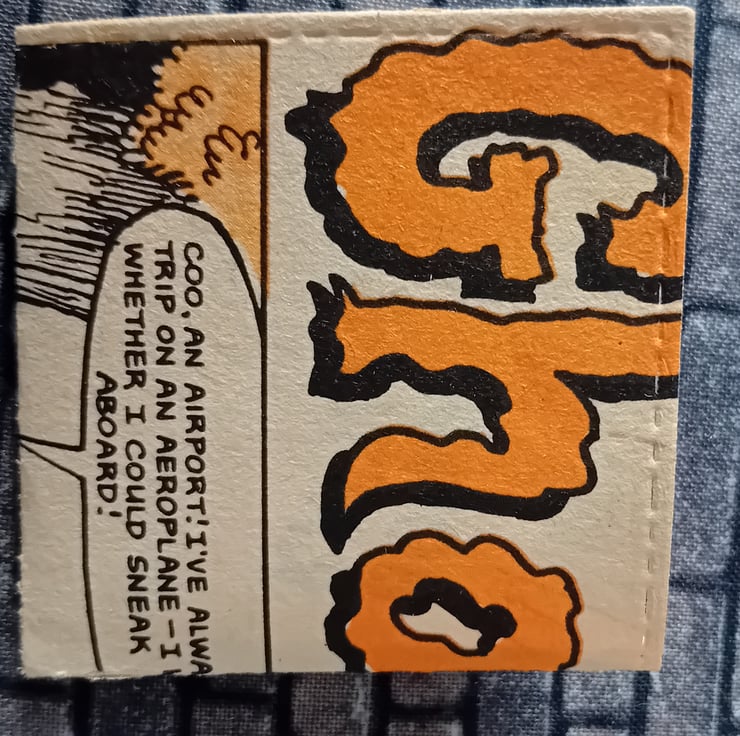 Gho
COO, AN AIRPORT! I'VE ALWA
TRIP ON AN AEROPLANE – I
WHETHER I COULD SNEAK
ABOARD!